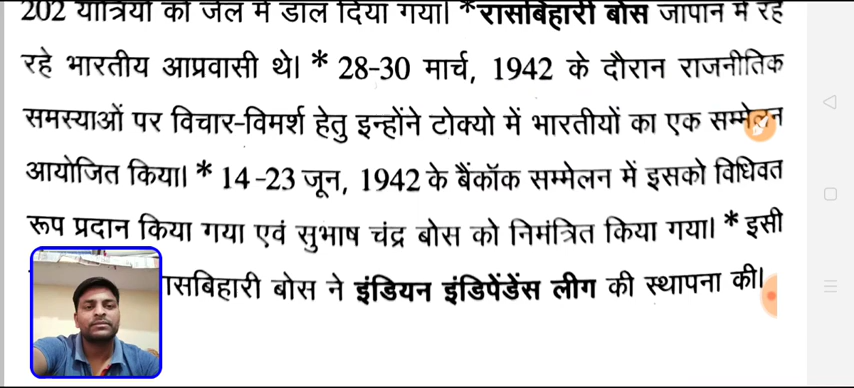 202 यात्रियों को जेल में डाल दिया गया। *रासबिहारी बोस जापान में रह
रहे भारतीय आप्रवासी थे। * 28-30 मार्च, 1942 के दौरान राजनीतिक
समस्याओं पर विचार-विमर्श हेतु इन्होंने टोक्यो में भारतीयों का एक सम्मेलन
आयोजित किया। * 14-23 जून, 1942 के बैंकॉक सम्मेलन में इसको विधिवत
रूप प्रदान किया गया एवं सुभाष चंद्र बोस को निमंत्रित किया गया। * इसी
ासबिहारी बोस ने इंडियन इंडिपेंडेंस लीग की स्थापना की।